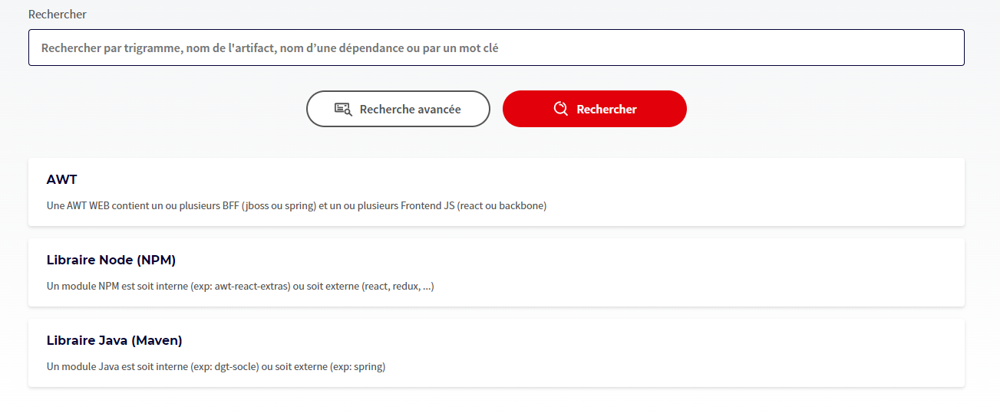 Rechercher
Rechercher par trigramme, nom de l'artifact, nom d’une dépendance ou par un mot clé
Recherche avancée
Rechercher
AWT
Une AWT WEB contient un ou plusieurs BFF (jboss ou spring) et un ou plusieurs Frontend JS (react ou backbone)
Libraire Node (NPM)
Un module NPM est soit interne (exp: awt-react-extras) ou soit externe (react, redux, ...)
Libraire Java (Maven)
Un module Java est soit interne (exp: dgt-socle) ou soit externe (exp: spring)